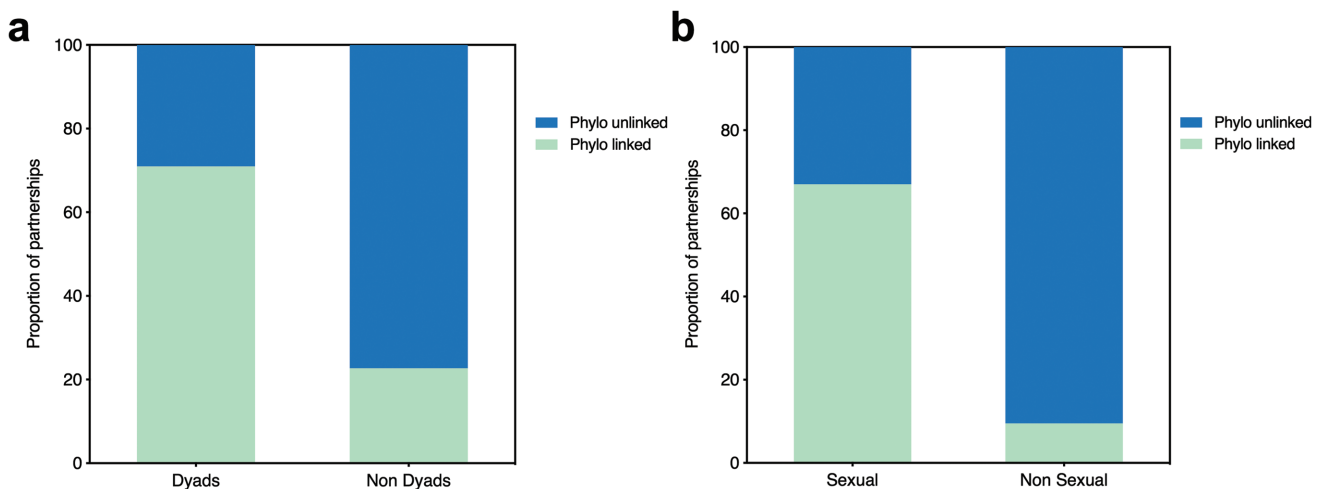 a
Proportion of partnerships
100
80
60
40
20
0
Dyads
Non Dyads
Phylo unlinked
Phylo linked
b
Proportion of partnerships
100
80
60
40
20
0
Sexual
Non Sexual
Phylo unlinked
Phylo linked